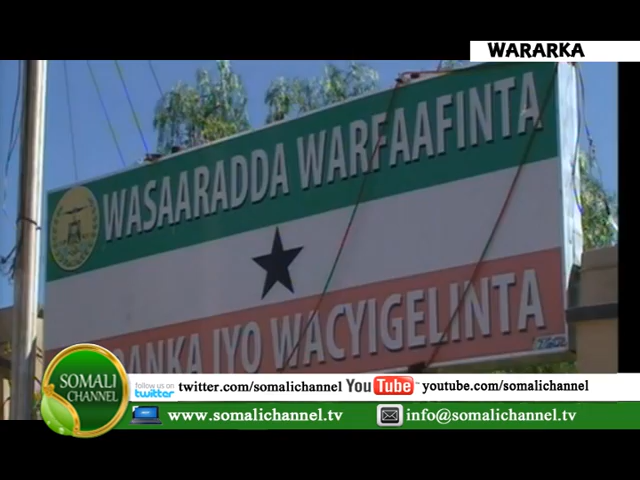 WARARKA
WASAARADDA WARFAAFINTA
IYO WACYIGELINTA
SOMALI
CHANNEL
follow us on
twitter
twitter.com/somalichannel
YouTube
youtube.com/somalichannel
www.somalichannel.tv
info@somalichannel.tv